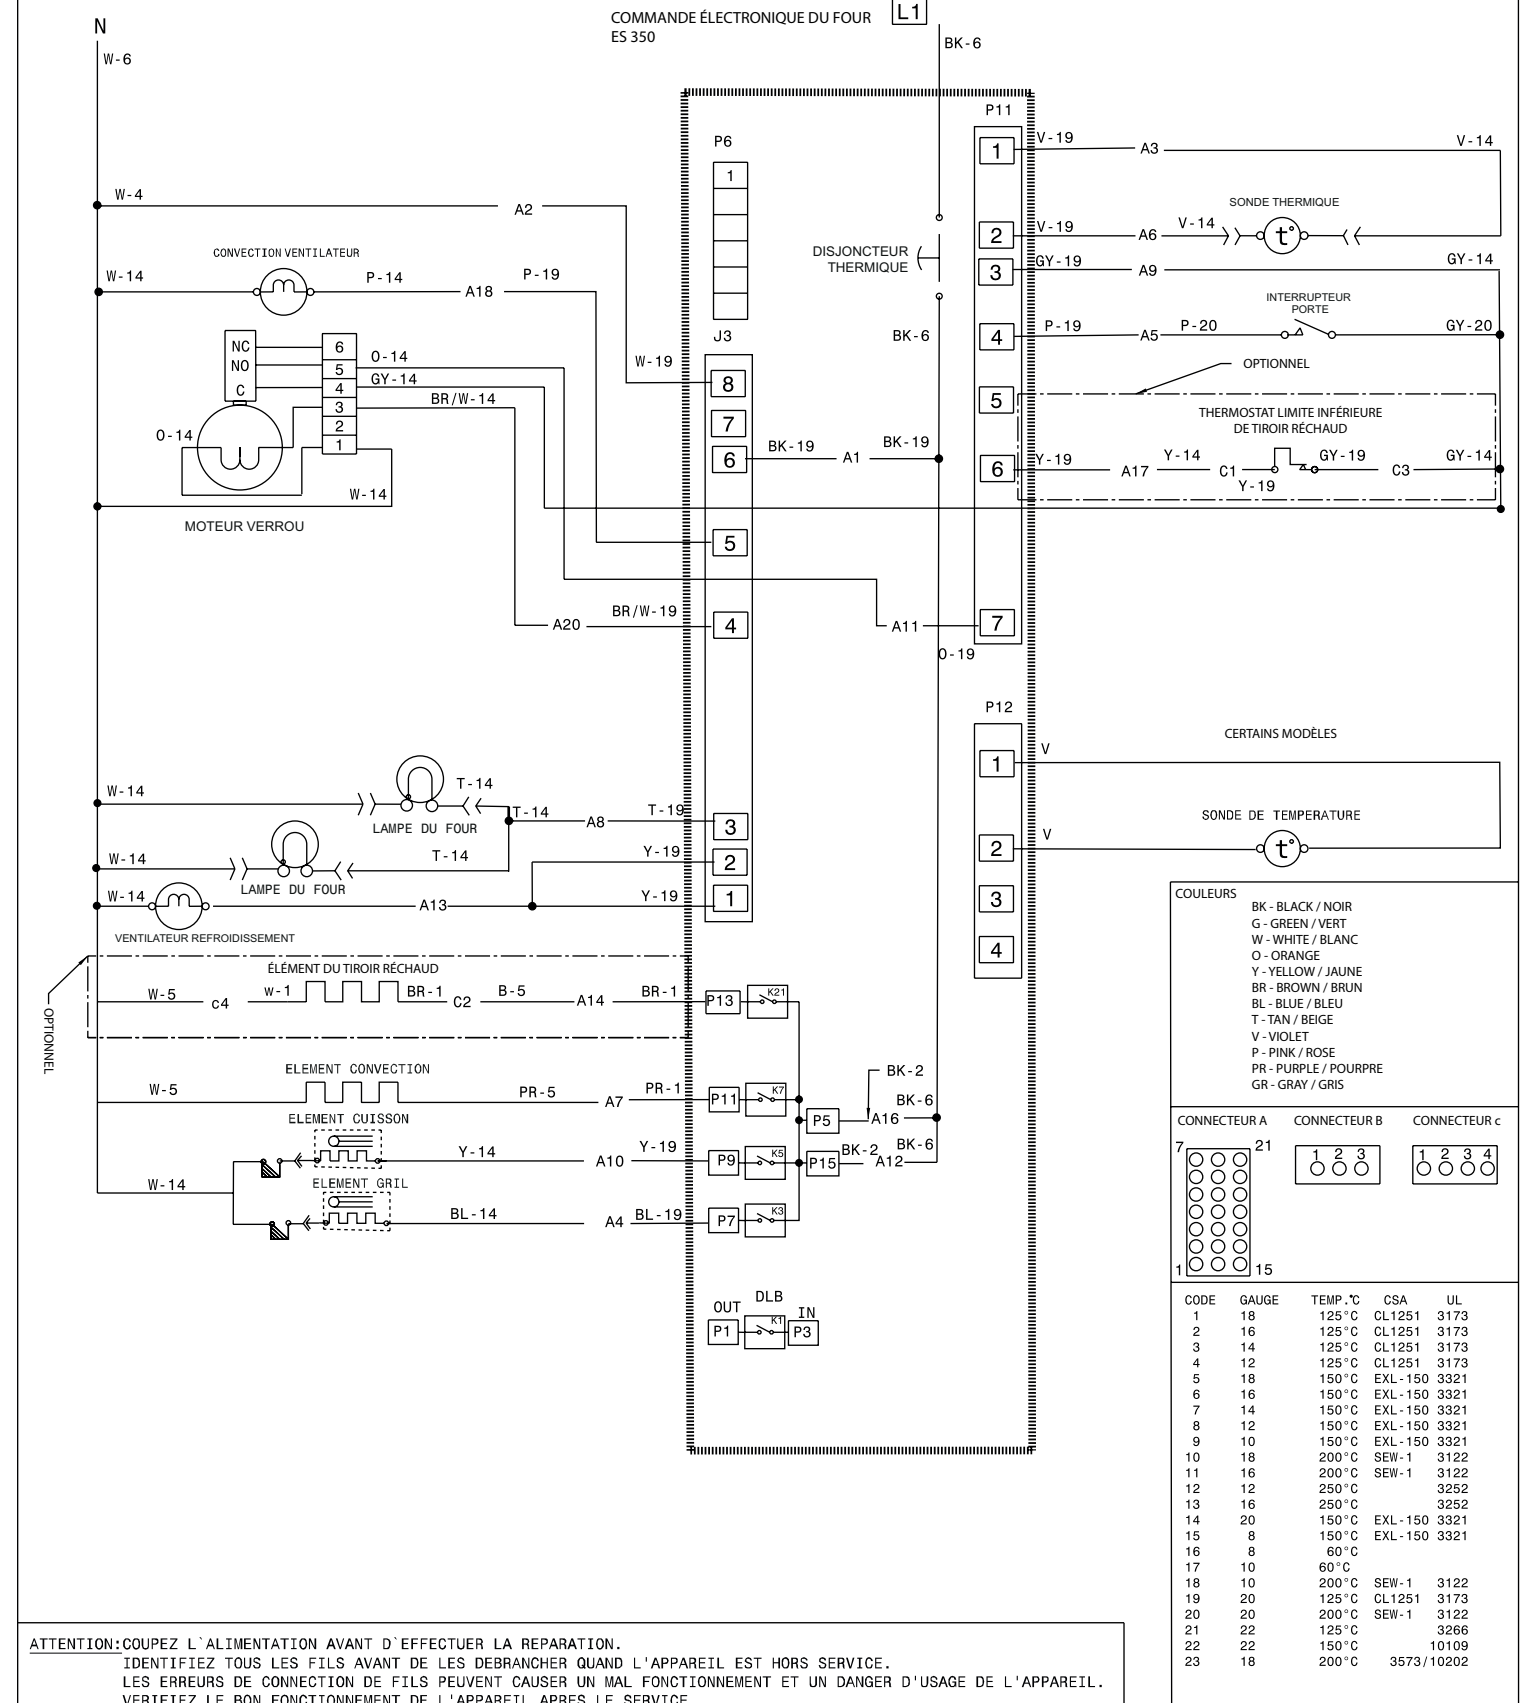 COMMANDE ÉLECTRONIQUE DU FOUR
ES 350
L1
N
W-6
BK-6
P11
P6
1
1
V-19
A3
V-14
W-4
A2
SONDE THERMIQUE
2
V-19
A6
V-14
t°
CONVECTION VENTILATEUR
DISJONCTEUR
THERMIQUE
3
GY-19
A9
GY-14
W-14
P-14
A18
P-19
INTERRUPTEUR
PORTE
BK-6
4
P-19
A5
P-20
GY-20
J3
NC
NO
C
6
5
4
3
2
1
O-14
GY-14
BR/W-14
W-19
8
OPTIONNEL
5
THERMOSTAT LIMITE INFÉRIEURE
DE TIROIR RÉCHAUD
7
O-14
6
BK-19
A1
BK-19
6
Y-19
A17
Y-14
C1
Y-19
GY-19
C3
GY-14
W-14
MOTEUR VERROU
5
BR/W-19
A20
4
A11
7
O-19
P12
CERTAINS MODÈLES
1
V
W-14
T-14
T-14
A8
T-19
3
LAMPE DU FOUR
SONDE DE TEMPERATURE
2
V
t°
W-14
T-14
LAMPE DU FOUR
Y-19
2
W-14
A13
Y-19
1
3
VENTILATEUR REFROIDISSEMENT
4
COULEURS
BK - BLACK / NOIR
G - GREEN / VERT
W - WHITE / BLANC
O - ORANGE
Y - YELLOW / JAUNE
BR - BROWN / BRUN
BL - BLUE / BLEU
T - TAN / BEIGE
V - VIOLET
P - PINK / ROSE
PR - PURPLE / POURPRE
GR - GRAY / GRIS
ÉLÉMENT DU TIROIR RÉCHAUD
OPTIONNEL
W-5
c4
w-1
BR-1
C2
B-5
A14
BR-1
P13
K21
ELEMENT CONVECTION
W-5
PR-5
A7
PR-1
P11
K7
BK-2
BK-6
P5
A16
ELEMENT CUISSON
Y-14
A10
Y-19
P9
K5
P15
BK-2
A12
BK-6
W-14
ELEMENT GRIL
BL-14
A4
BL-19
P7
K3
CONNECTEUR A CONNECTEUR B CONNECTEUR c
7 21
1 15
1 2 3
1 2 3 4
DLB
OUT
IN
P1
K1
P3
CODE GAUGE TEMP.°C CSA UL
1 18 125°C CL1251 3173
2 16 125°C CL1251 3173
3 14 125°C CL1251 3173
4 12 125°C CL1251 3173
5 18 150°C EXL-150 3321
6 16 150°C EXL-150 3321
7 14 150°C EXL-150 3321
8 12 150°C EXL-150 3321
9 10 150°C EXL-150 3321
10 18 200°C SEW-1 3122
11 16 200°C SEW-1 3122
12 12 250°C 3252
13 16 250°C 3252
14 20 150°C EXL-150 3321
15 8 150°C EXL-150 3321
16 8 60°C
17 10 60°C
18 10 200°C SEW-1 3122
19 20 125°C CL1251 3173
20 20 200°C SEW-1 3122
21 22 125°C 3266
22 22 150°C 10109
23 18 200°C 3573/10202
ATTENTION:COUPEZ L`ALIMENTATION AVANT D`EFFECTUER LA REPARATION.
IDENTIFIEZ TOUS LES FILS AVANT DE LES DEBRANCHER QUAND L'APPAREIL EST HORS SERVICE.
LES ERREURS DE CONNECTION DE FILS PEUVENT CAUSER UN MAL FONCTIONNEMENT ET UN DANGER D'USAGE DE L'APPAREIL.
VERIFIEZ LE BON FONCTIONNEMENT DE L'APPAREIL APRES LE SERVICE